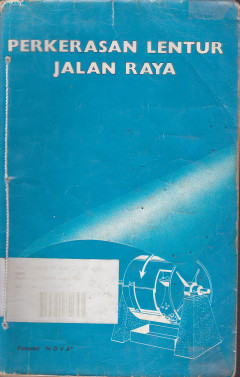 PERKERASAN LENTUR
JALAN RAYA
Penerbit "N O V A"